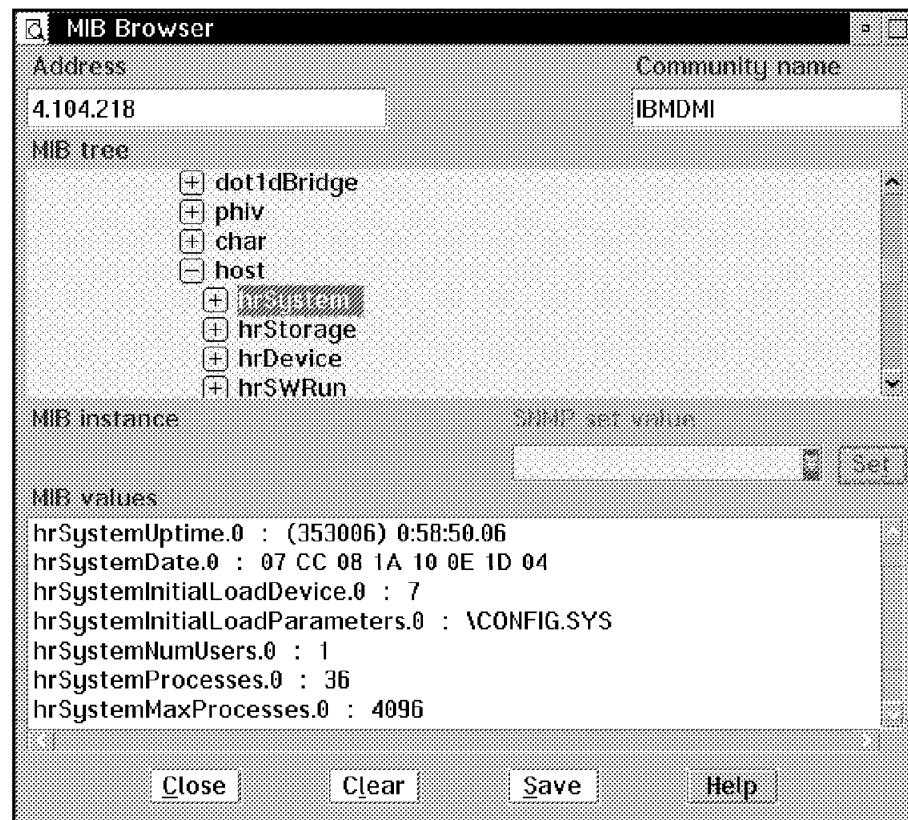 MIB Browser
Address Community name
4.104.218 IBMDMI
MIB tree
dot1dBridge
phiv
char
host
hrSystem
hrStorage
hrDevice
hrSWRun
MIB instance SNMP set value
Set
MIB values
hrSystemUptime.0 : (353006) 0:58:50.06
hrSystemDate.0 : 07 CC 08 1A 10 0E 1D 04
hrSystemInitialLoadDevice.0 : 7
hrSystemInitialLoadParameters.0 : \CONFIG.SYS
hrSystemNumUsers.0 : 1
hrSystemProcesses.0 : 36
hrSystemMaxProcesses.0 : 4096
Close Clear Save Help